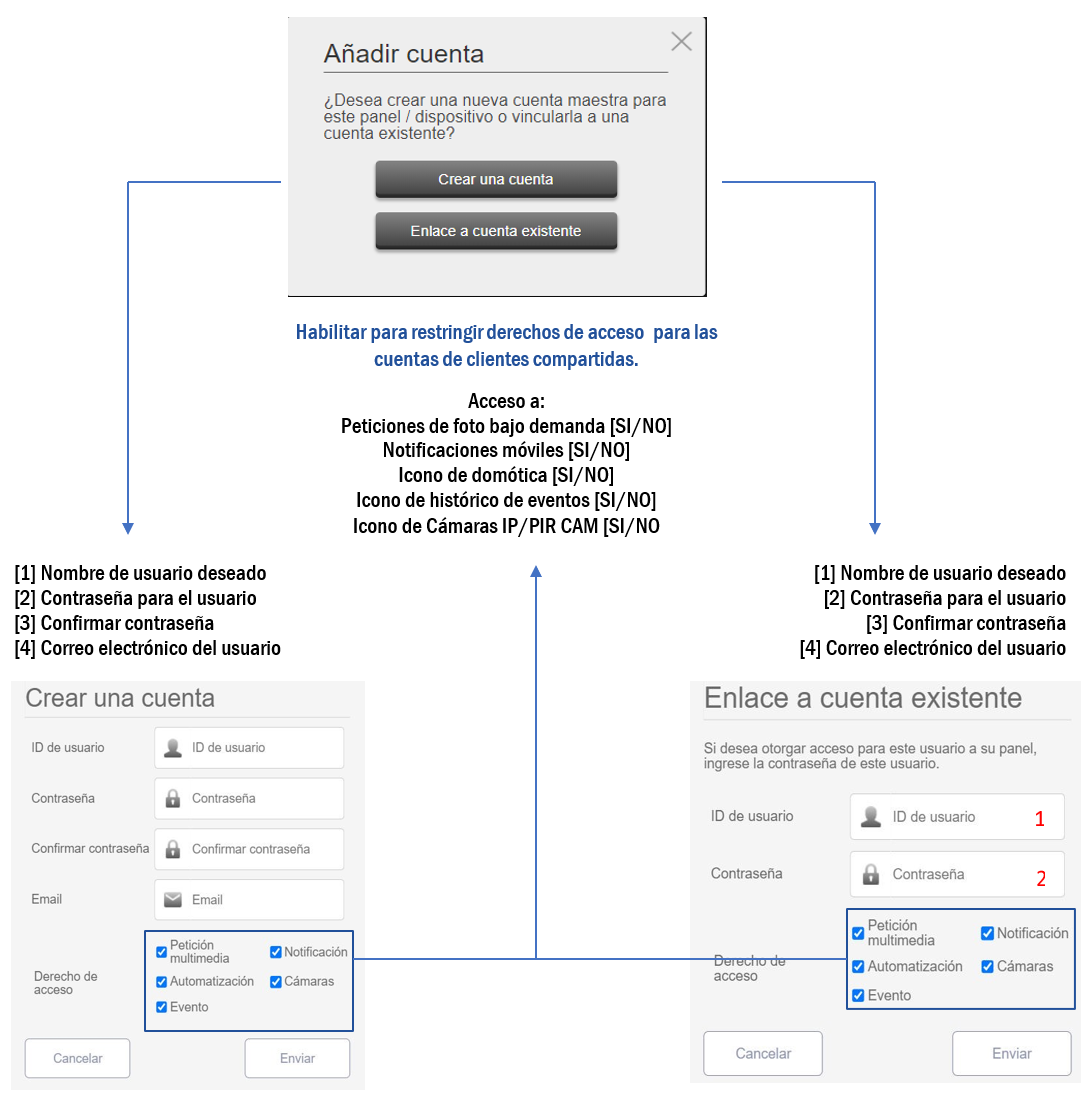 Añadir cuenta
¿Desea crear una nueva cuenta maestra para
este panel / dispositivo o vincularla a una
cuenta existente?
Crear una cuenta
Enlace a cuenta existente
Habilitar para restringir derechos de acceso para las
cuentas de clientes compartidas.
Acceso a:
Peticiones de foto bajo demanda [SI/NO]
Notificaciones móviles [SI/NO]
Icono de domótica [SI/NO]
Icono de histórico de eventos [SI/NO]
Icono de Cámaras IP/PIR CAM [SI/NO
[1] Nombre de usuario deseado
[2] Contraseña para el usuario
[3] Confirmar contraseña
[4] Correo electrónico del usuario
Crear una cuenta
ID de usuario
ID de usuario
Contraseña
Contraseña
Confirmar contraseña
Confirmar contraseña
Email
Email
Derecho de
acceso
Petición
multimedia
Notificación
Automatización
Cámaras
Evento
Cancelar
Enviar
[1] Nombre de usuario deseado
[2] Contraseña para el usuario
[3] Confirmar contraseña
[4] Correo electrónico del usuario
Enlace a cuenta existente
Si desea otorgar acceso para este usuario a su panel,
ingrese la contraseña de este usuario.
ID de usuario
ID de usuario 1
Contraseña
Contraseña 2
Derecho de
acceso
Petición
multimedia
Notificación
Automatización
Cámaras
Evento
Cancelar
Enviar